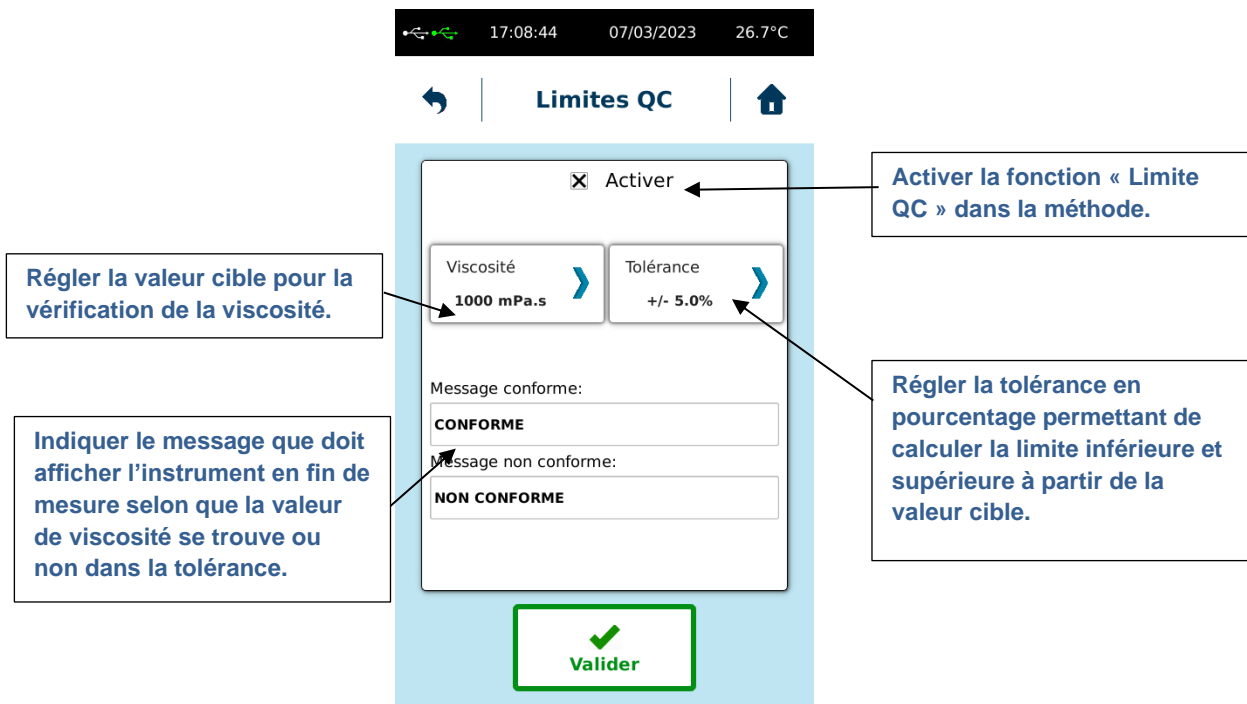 17:08:44 07/03/2023 26.7°C
Limites QC
Activer
Activer la fonction « Limite
QC » dans la méthode.
Régler la valeur cible pour la
vérification de la viscosité.
Viscosité
1000 mPa.s
Tolérance
+/- 5.0%
Régler la tolérance en
pourcentage permettant de
calculer la limite inférieure et
supérieure à partir de la
valeur cible.
Indiquer le message que doit
afficher l'instrument en fin de
mesure selon que la valeur
de viscosité se trouve ou
non dans la tolérance.
Message conforme:
CONFORME
Message non conforme:
NON CONFORME
Valider